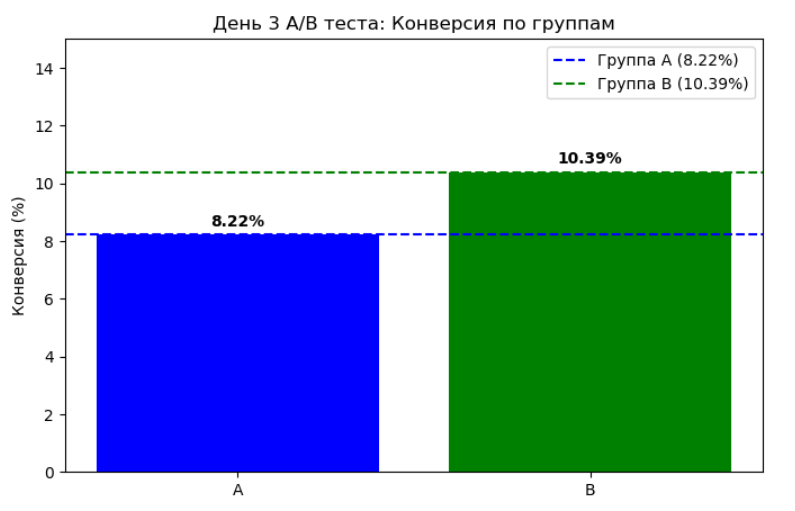 День 3 A/B теста: Конверсия по группам
Группа A (8.22%)
Группа B (10.39%)
Конверсия (%)
14
12
10
8
6
4
2
0
8.22%
10.39%
A
B